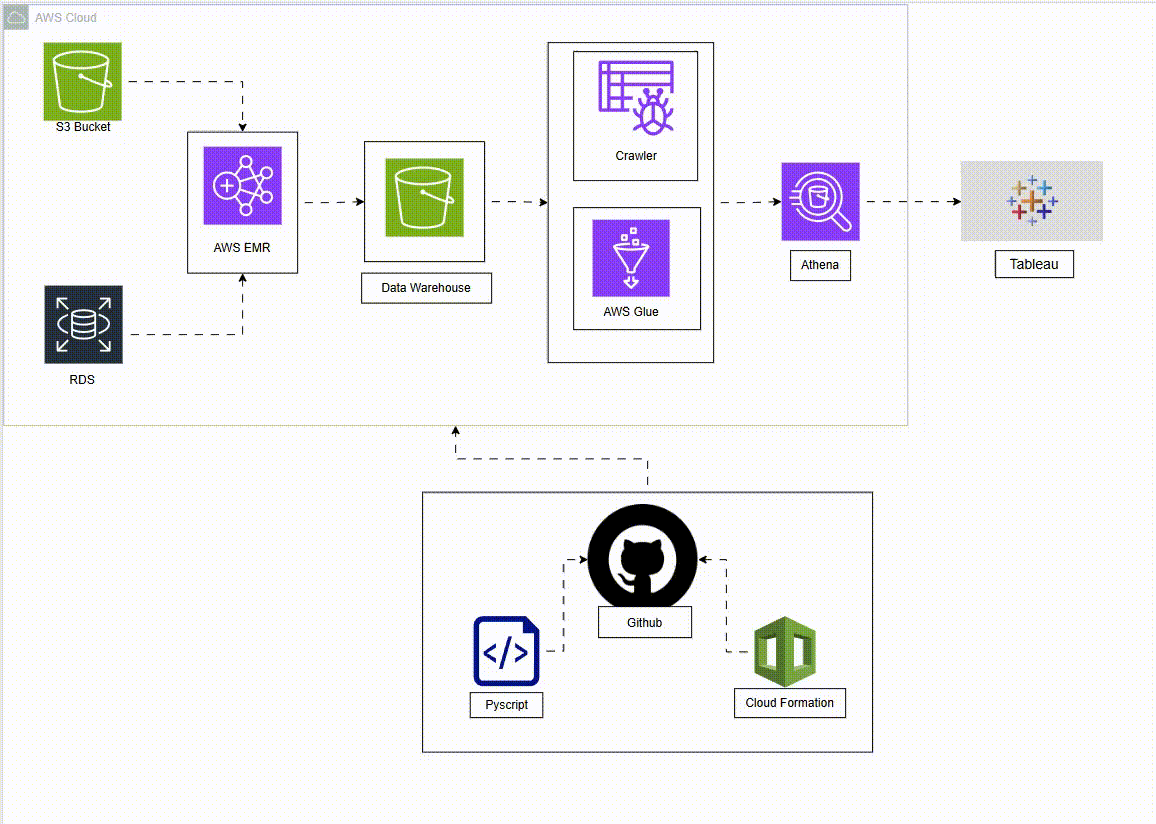 AWS Cloud
S3 Bucket
AWS EMR
RDS
Data Warehouse
Crawler
AWS Glue
Athena
Tableau
Github
Pyscript
Cloud Formation